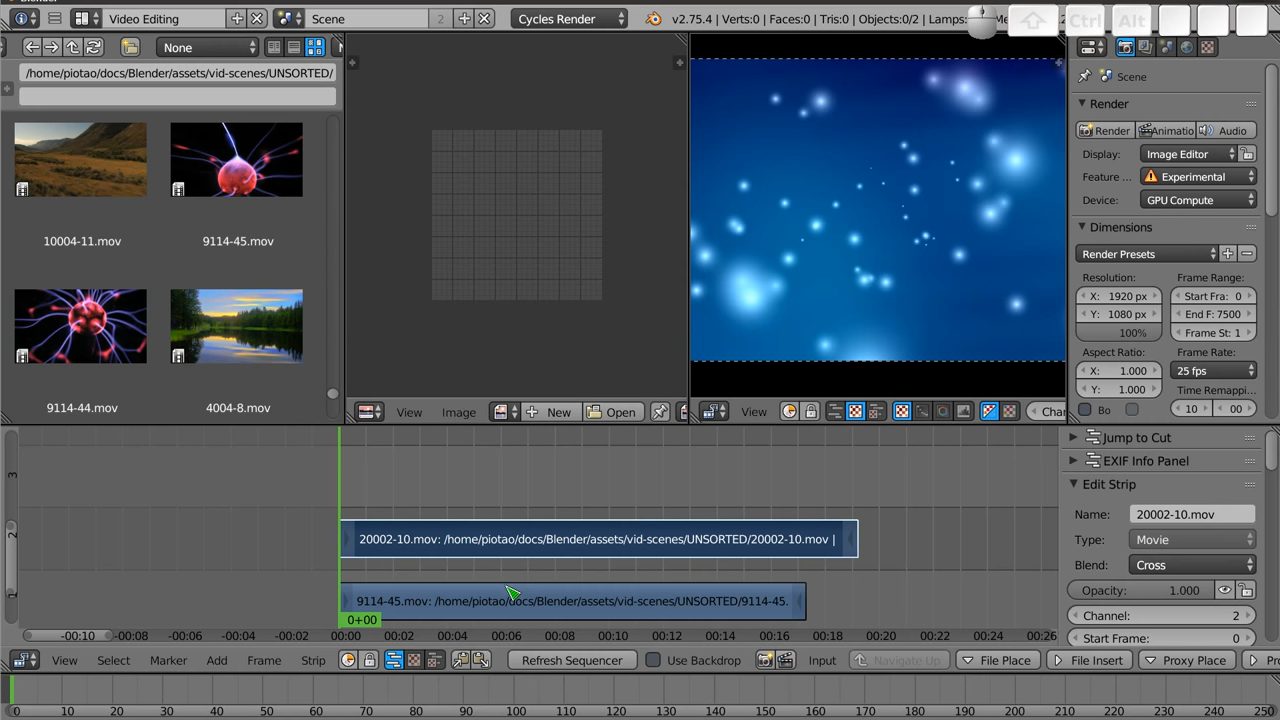 Blender
Video Editing
Scene
2
Cycles Render
v2.75.4 | Verts:0 | Faces:0 | Tris:0 | Objects:0/2 | Lamps:
Ctrl
Alt
None
/home/piotao/docs/Blender/assets/vid-scenes/UNSORTED/
10004-11.mov
9114-45.mov
9114-44.mov
4004-8.mov
View
Image
New
Open
View
Scene
Render
Render
Animatio
Audio
Display:
Image Editor
Feature ...
Experimental
Device:
GPU Compute
Dimensions
Render Presets
Resolution:
Frame Range:
X: 1920 px
Start Fra: 0
Y: 1080 px
End F: 7500
100%
Frame St: 1
Aspect Ratio:
Frame Rate:
X: 1.000
25 fps
Y: 1.000
Time Remappi...
Bo
10
00
3
2
1
20002-10.mov: /home/piotao/docs/Blender/assets/vid-scenes/UNSORTED/20002-10.mov |
9114-45.mov: /home/piotao/docs/Blender/assets/vid-scenes/UNSORTED/9114-45.
0+00
-00:10 -00:08 -00:06 -00:04 -00:02 00:00 00:02 00:04 00:06 00:08 00:10 00:12 00:14 00:16 00:18 00:20 00:22 00:24 00:26
Jump to Cut
EXIF Info Panel
Edit Strip
Name: 20002-10.mov
Type: Movie
Blend: Cross
Opacity: 1.000
Channel: 2
Start Frame: 0
View Select Marker Add Frame Strip
Refresh Sequencer
Use Backdrop
Input
Navigate Up
File Place
File Insert
Proxy Place
0 10 20 30 40 50 60 70 80 90 100 110 120 130 140 150 160 170 180 190 200 210 220 230 240 250